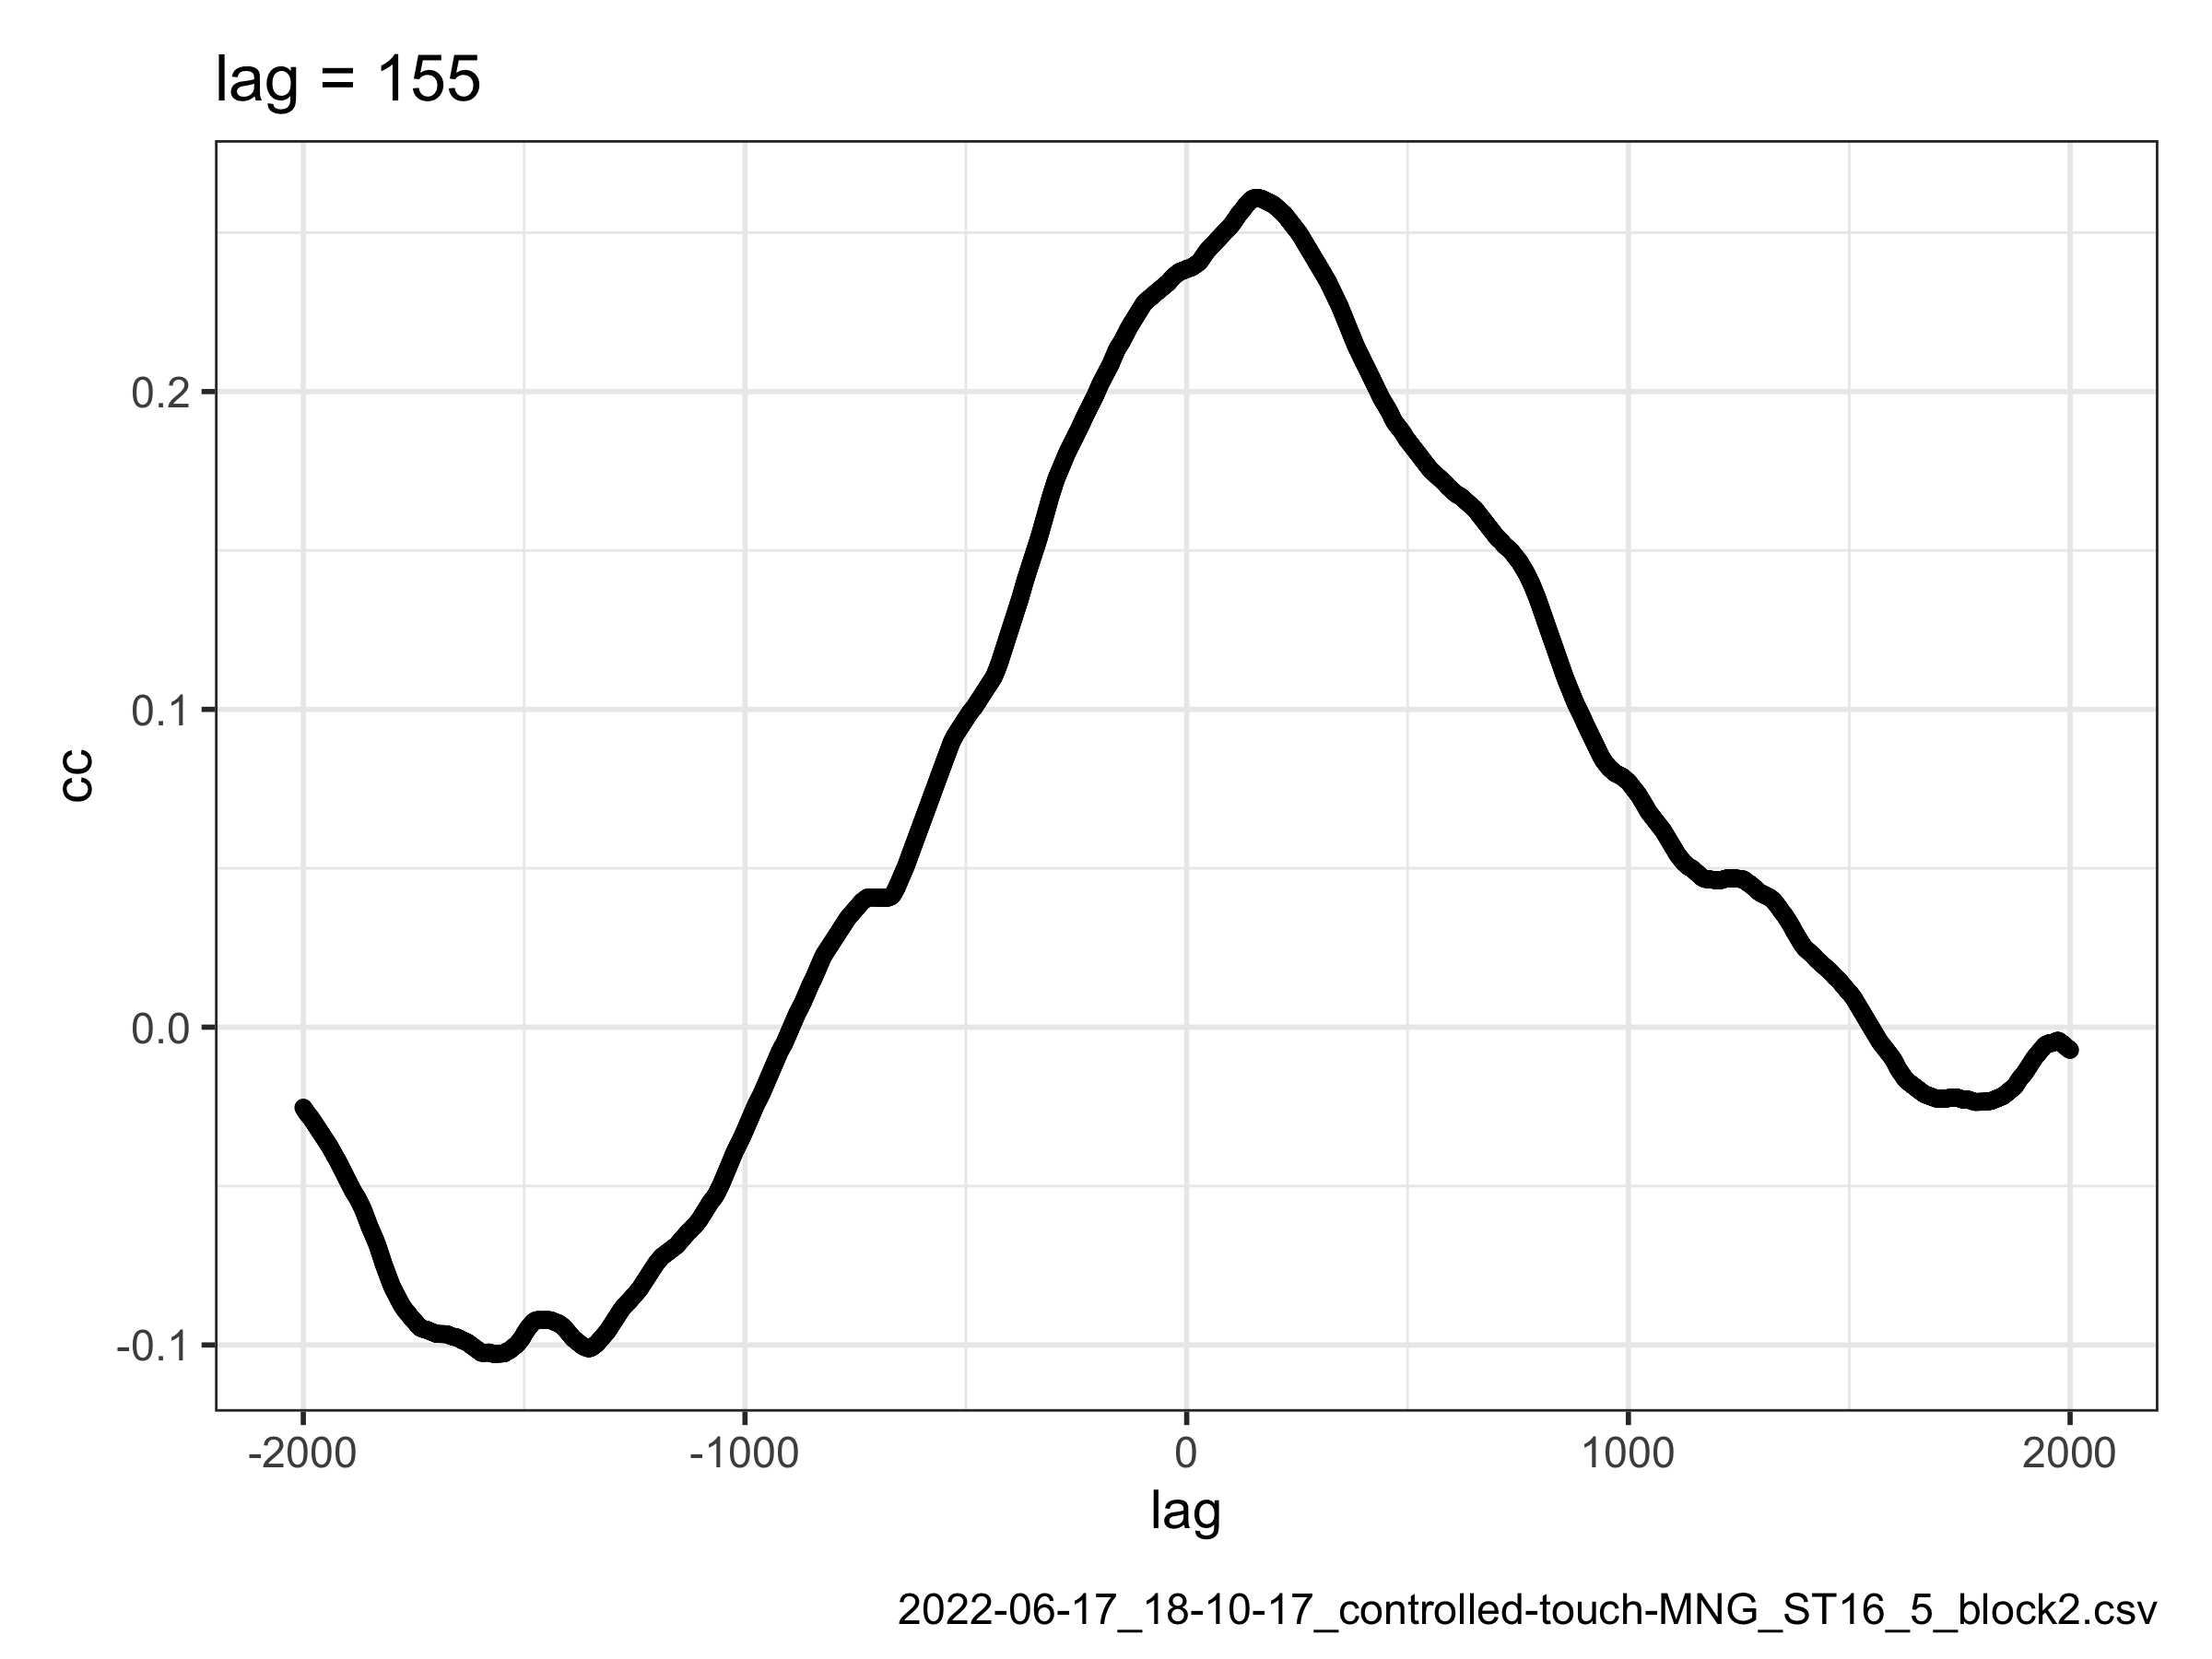 lag = 155
0.2
0.1
0.0
-0.1
cc
-2000 -1000 0 1000 2000
lag
2022-06-17_18-10-17_controlled-touch-MNG_ST16_5_block2.csv